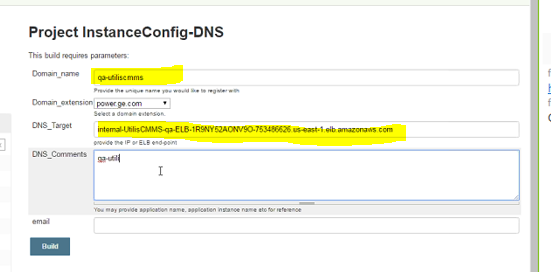 Project InstanceConfig-DNS
This build requires parameters:
Domain_name
qa-utiliscmms
Provide the unique name you would like to register with
Domain_extension
power.ge.com
Select a domain extension.
DNS_Target
internal-UtilisCMMS-qa-ELB-1R9NY52AONV9O-753486626.us-east-1.elb.amazonaws.com
provide the IP or ELB end-point
DNS_Comments
qa-utili
You may provide application name, application instance name etc for reference
email
Build